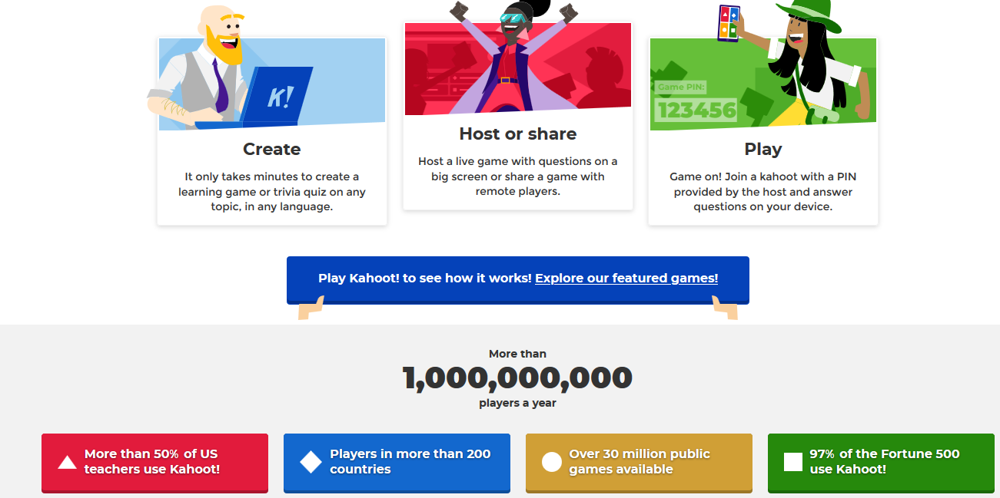 K!
Game PIN:
123456
Create
It only takes minutes to create a
learning game or trivia quiz on any
topic, in any language.
Host or share
Host a live game with questions on a
big screen or share a game with
remote players.
Play
Game on! Join a kahoot with a PIN
provided by the host and answer
questions on your device.
Play Kahoot! to see how it works! Explore our featured games!
More than
1,000,000,000
players a year
More than 50% of US
teachers use Kahoot!
Players in more than 200
countries
Over 30 million public
games available
97% of the Fortune 500
use Kahoot!